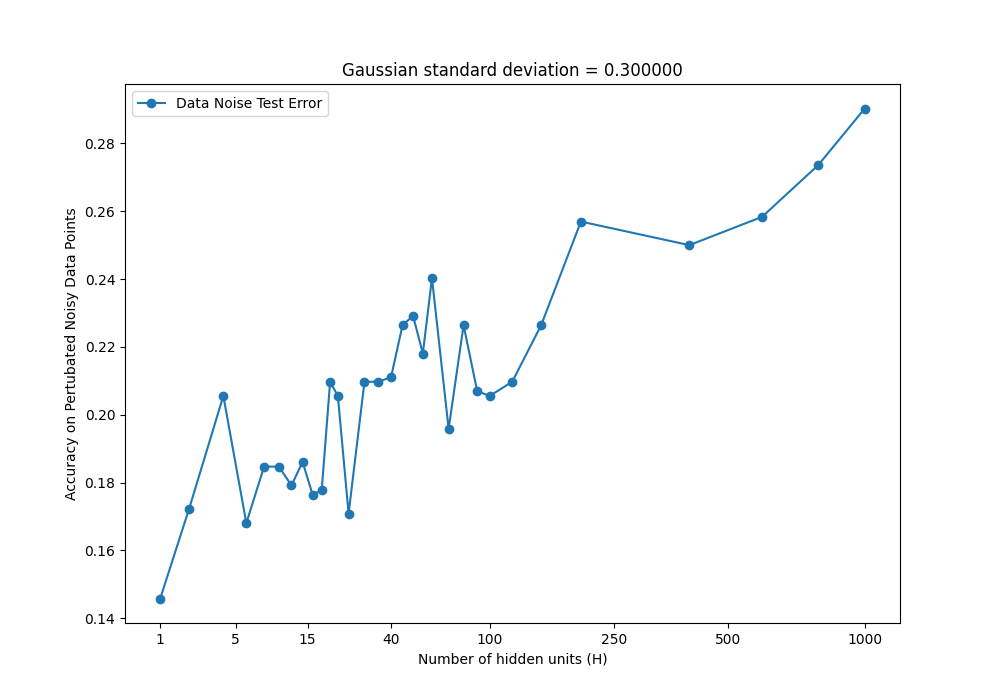 Gaussian standard deviation = 0.300000
Data Noise Test Error
0.28
0.26
0.24
0.22
0.20
0.18
0.16
0.14
Accuracy on Pertubated Noisy Data Points
1 5 15 40 100 250 500 1000
Number of hidden units (H)